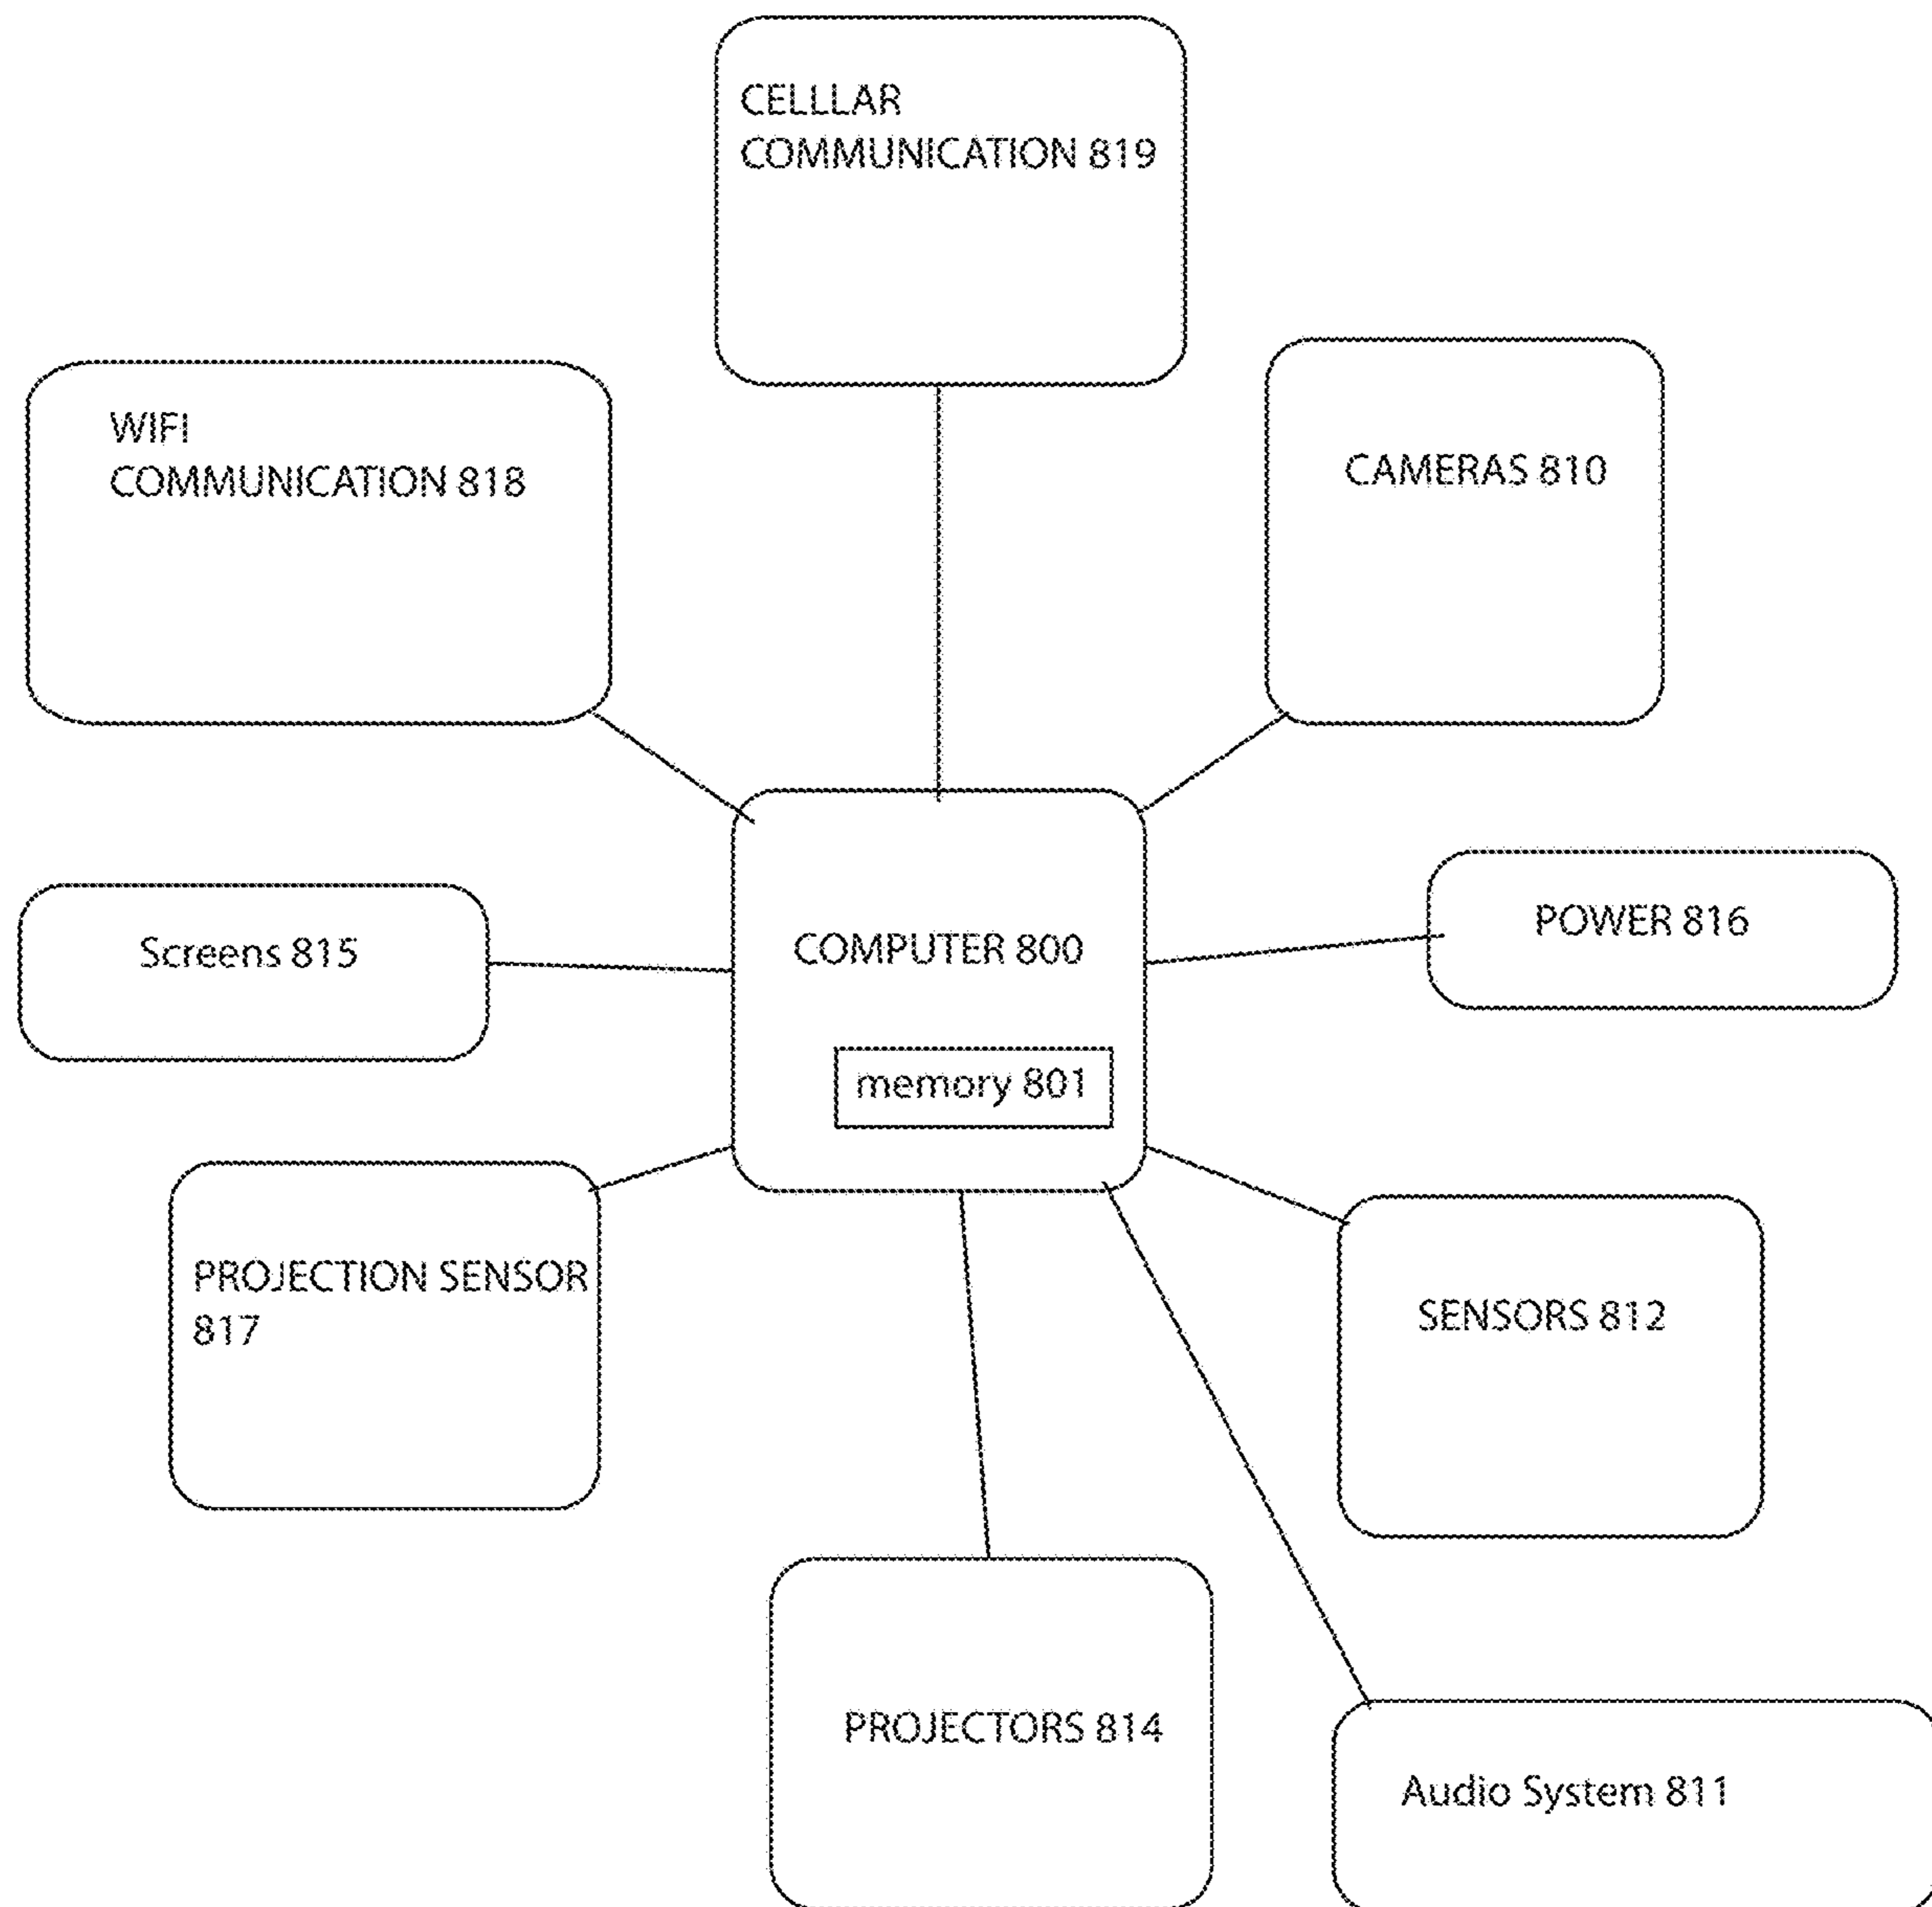 CELLLAR
COMMUNICATION 819
WIFI
COMMUNICATION 818
CAMERAS 810
POWER 816
Screens 815
COMPUTER 800
memory 801
PROJECTION SENSOR
817
SENSORS 812
PROJECTORS 814
Audio System 811